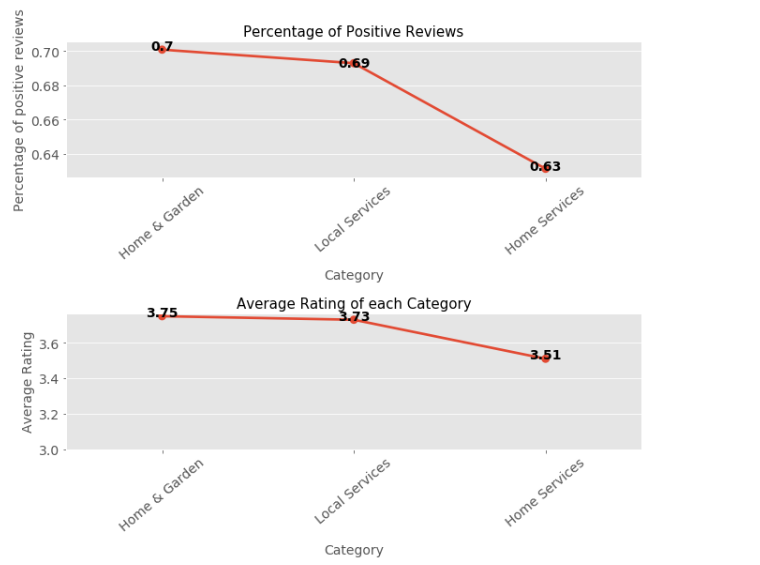 Percentage of Positive Reviews
Percentage of positive reviews
0.70
0.68
0.66
0.64
0.7
0.69
0.63
Home & Garden
Local Services
Home Services
Category
Average Rating of each Category
Average Rating
3.6
3.4
3.2
3.0
3.75
3.73
3.51
Home & Garden
Local Services
Home Services
Category